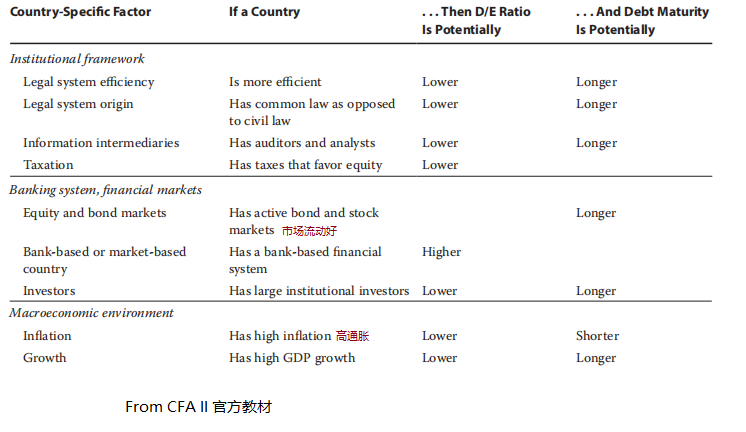 Country-Specific Factor If a Country . . . Then D/E Ratio . . . And Debt Maturity
Is Potentially Is Potentially
Institutional framework
Legal system efficiency Is more efficient Lower Longer
Legal system origin Has common law as opposed Lower Longer
to civil law
Information intermediaries Has auditors and analysts Lower Longer
Taxation Has taxes that favor equity Lower
Banking system, financial markets
Equity and bond markets Has active bond and stock Longer
markets 市场流动好
Bank-based or market-based Has a bank-based financial Higher
country system
Investors Has large institutional investors Lower Longer
Macroeconomic environment
Inflation Has high inflation 高通胀 Lower Shorter
Growth Has high GDP growth Lower Longer
From CFA II 官方教材